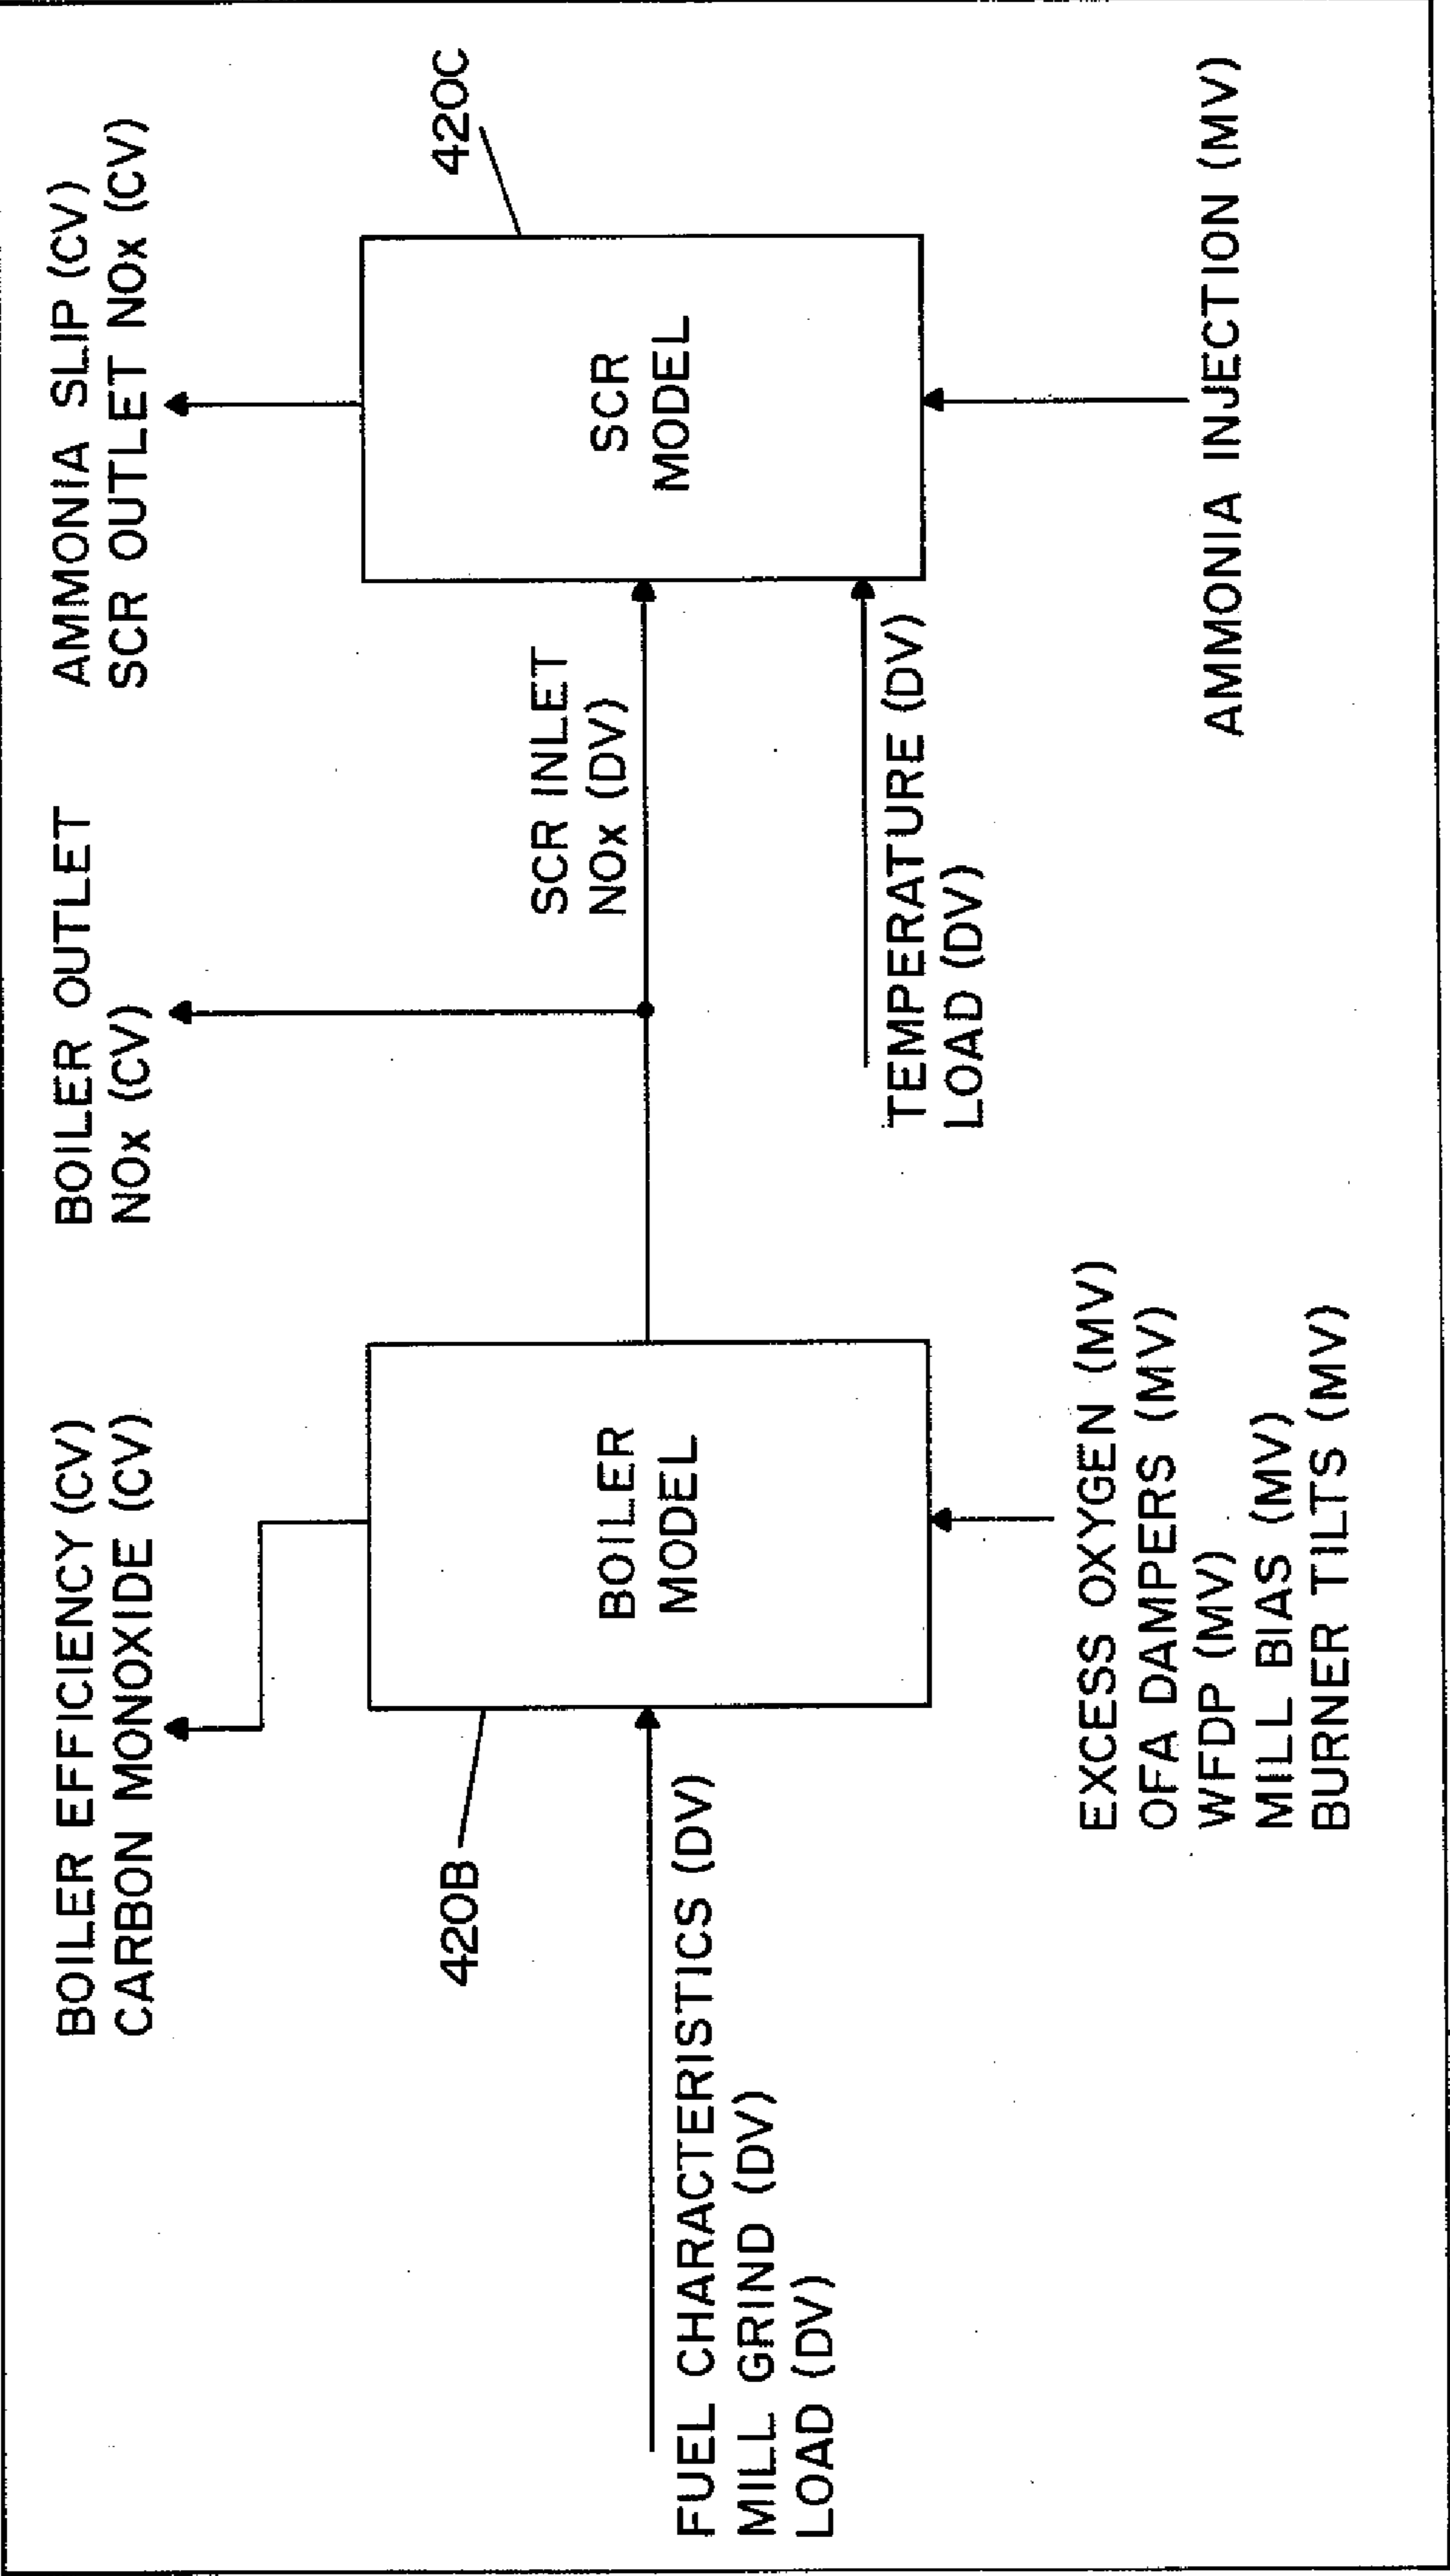 BOILER EFFICIENCY (CV)
CARBON MONOXIDE (CV)
BOILER OUTLET
NOx (CV)
AMMONIA SLIP (CV)
SCR OUTLET NOx (CV)
420B
BOILER
MODEL
SCR INLET
NOx (DV)
420C
SCR
MODEL
FUEL CHARACTERISTICS (DV)
MILL GRIND (DV)
LOAD (DV)
TEMPERATURE (DV)
LOAD (DV)
EXCESS OXYGEN (MV)
OFA DAMPERS (MV)
WFDP (MV)
MILL BIAS (MV)
BURNER TILTS (MV)
AMMONIA INJECTION (MV)